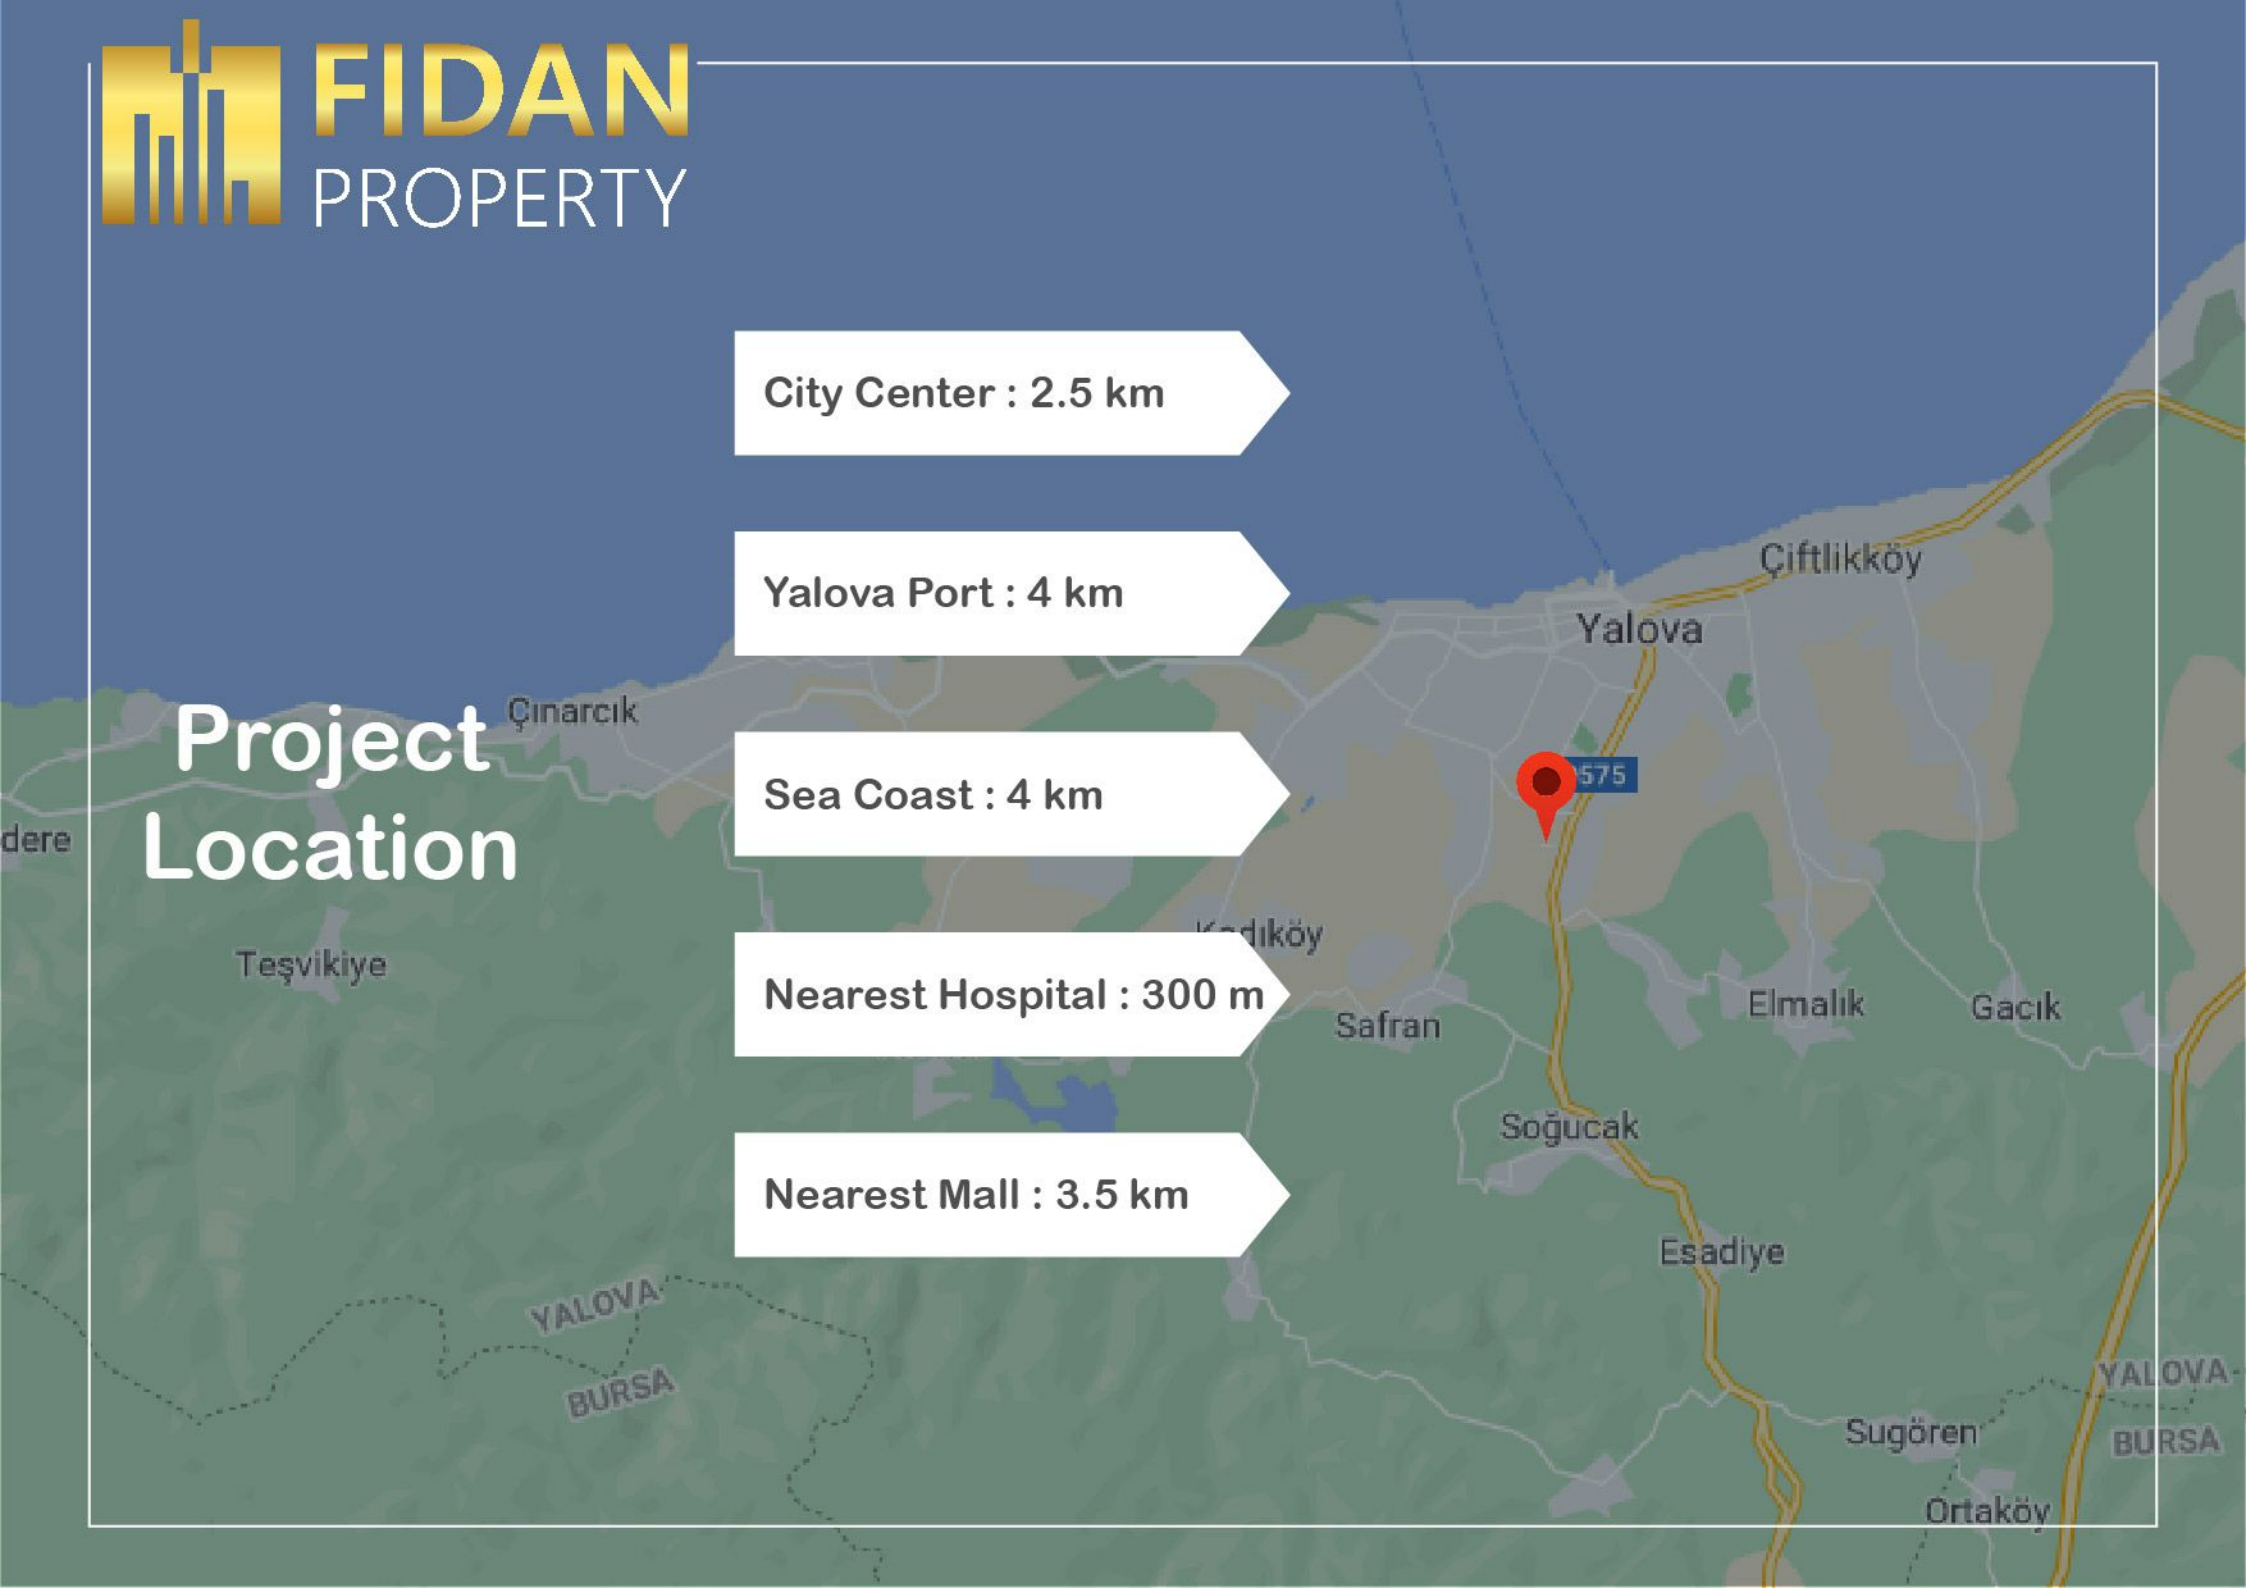 FIDAN
PROPERTY
City Center : 2.5 km
Yalova Port : 4 km
Çiftlikköy
Yalova
Project
Location
Çınarcık
Sea Coast : 4 km
575
dere
Teşvikiye
Nearest Hospital : 300 m
Safran
Elmalık
Gacık
Soğucak
Nearest Mall : 3.5 km
Esadiye
YALOVA
BURSA
YALOVA
BURSA
Sugören
Ortaköy